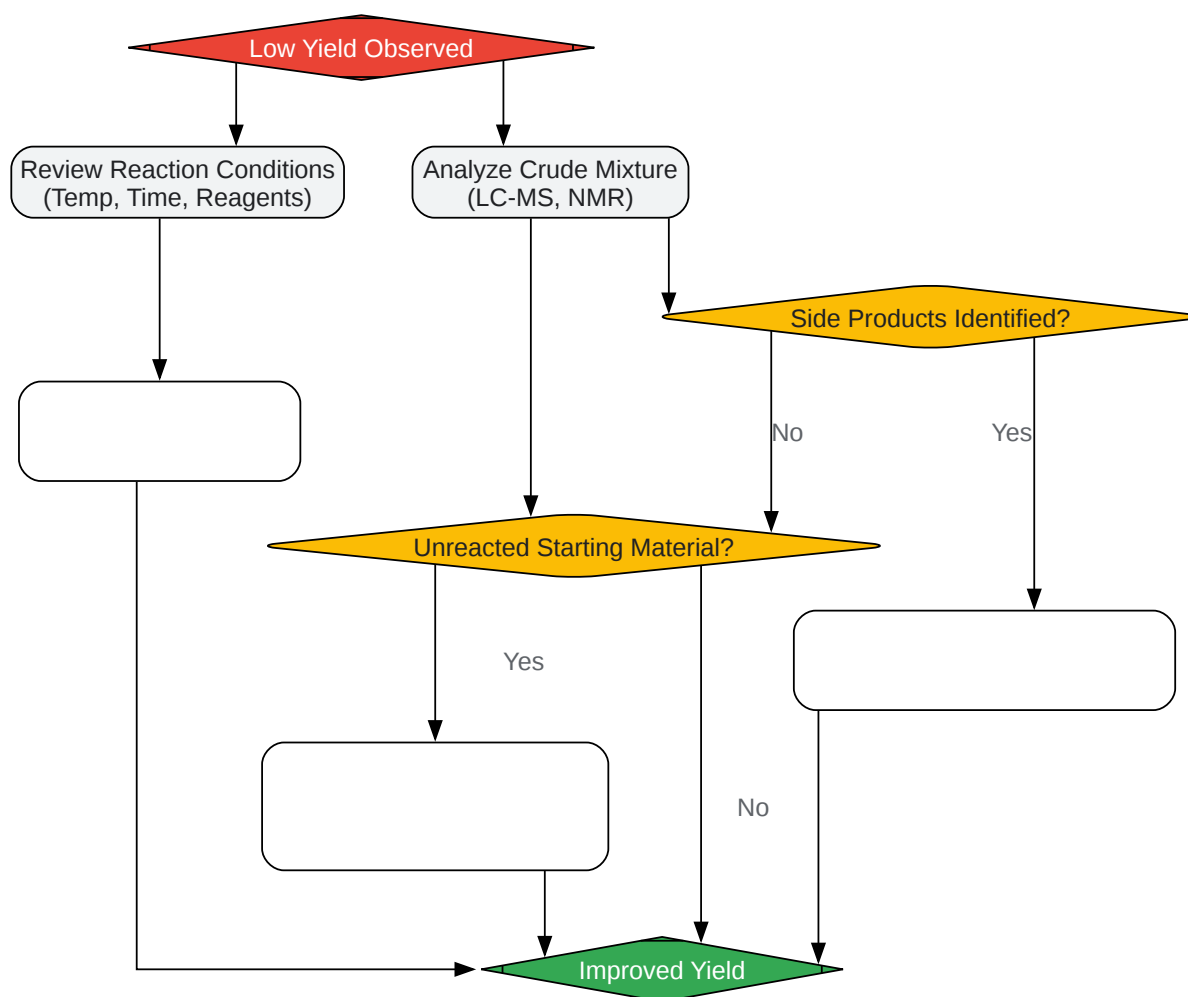 Low Yield Observed
Review Reaction Conditions
(Temp, Time, Reagents)
Analyze Crude Mixture
(LC-MS, NMR)
Side Products Identified?
No
Yes
Unreacted Starting Material?
Yes
No
Improved Yield